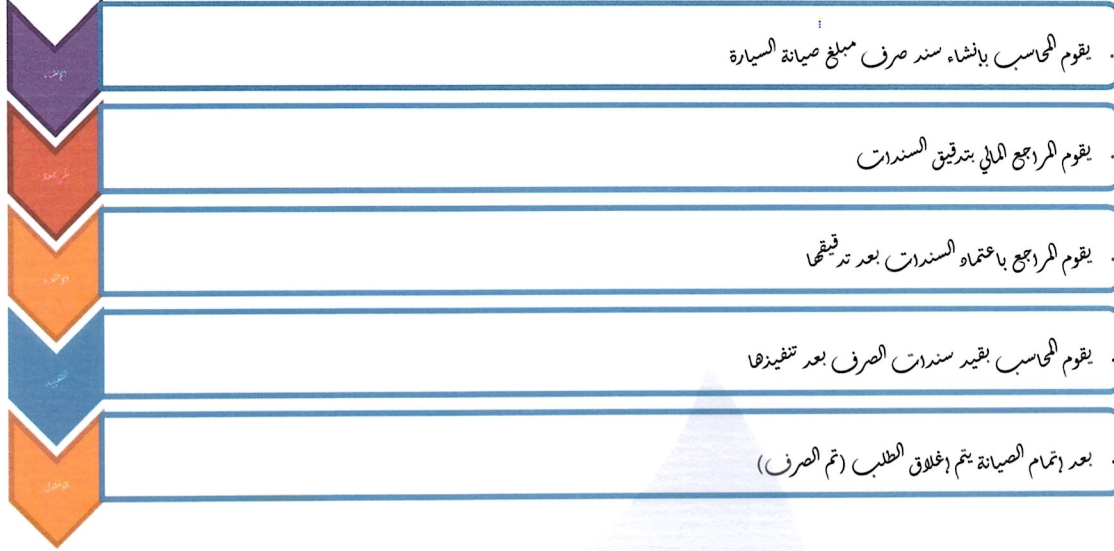 يقوم المحاسب بإنشاء سند صرف مبلغ صيانة السيارة
يقوم المراجع المالي بتدقيق السندات
يقوم المراجع باعتماد السندات بعد تدقيقها
يقوم المحاسب بقيد سندات الصرف بعد تنفيذها
بعد إتمام الصيانة يتم إغلاق الطلب (تم الصرف)